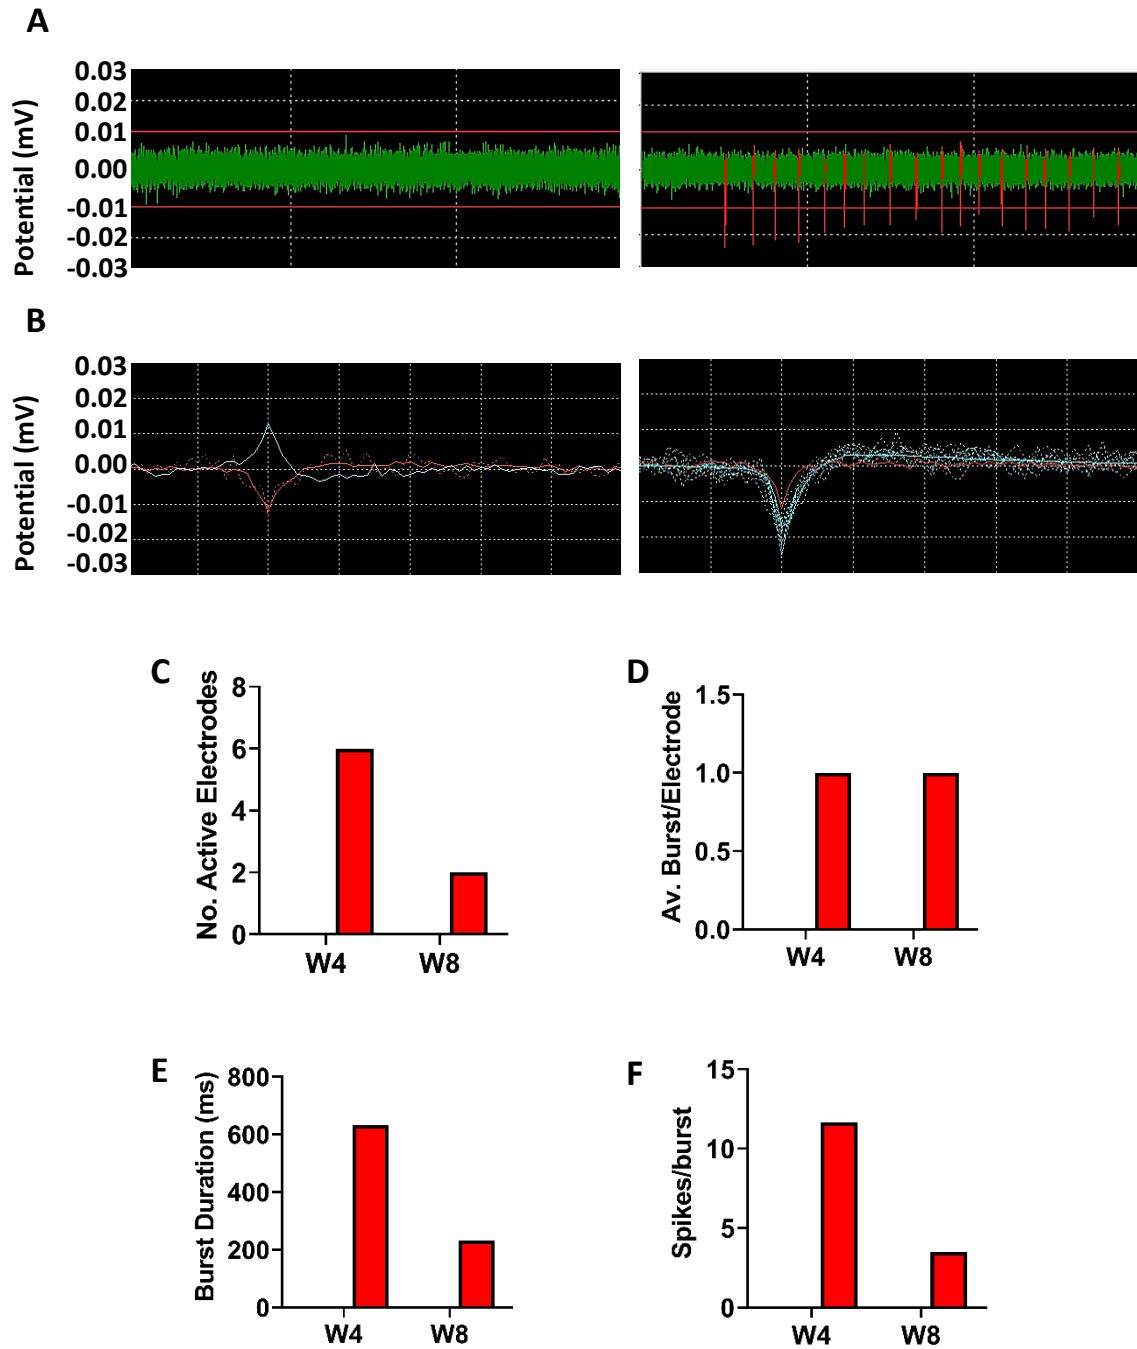 A
Potential (mV)
0.03
0.02
0.01
0.00
-0.01
-0.02
-0.03
B
Potential (mV)
0.03
0.02
0.01
0.00
-0.01
-0.02
-0.03
C
No. Active Electrodes
8
6
4
2
0
W4 W8
D
Av. Burst/Electrode
1.5
1.0
0.5
0.0
W4 W8
E
Burst Duration (ms)
800
600
400
200
0
W4 W8
F
Spikes/burst
15
10
5
0
W4 W8